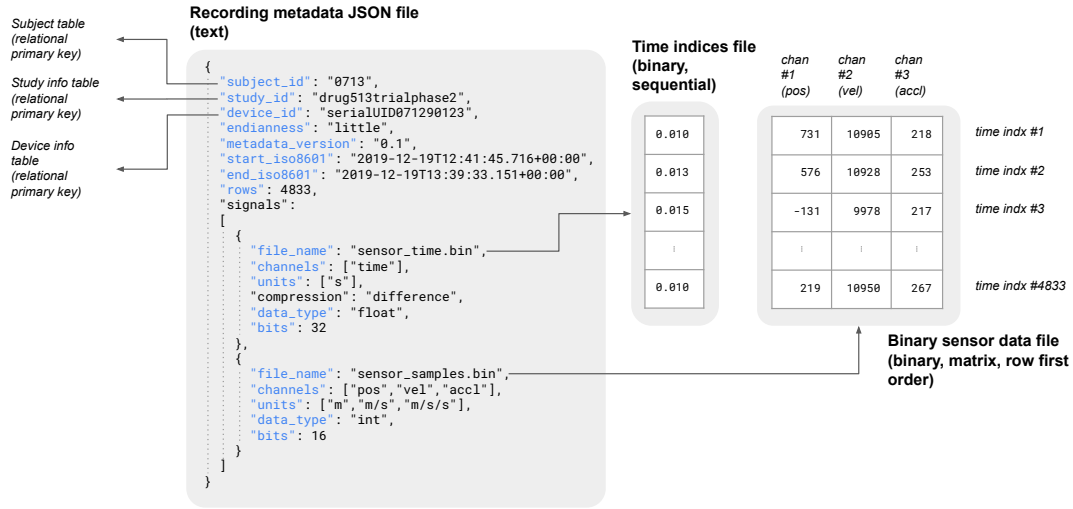 Subject table
(relational
primary key)
Study info table
(relational
primary key)
Device info
table
(relational
primary key)
Recording metadata JSON file
(text)
{
"subject_id": "0713",
"study_id": "drug513trialphase2",
"device_id": "serialUID071290123",
"endianness": "little",
"metadata_version": "0.1",
"start_iso8601": "2019-12-19T12:41:45.716+00:00",
"end_iso8601": "2019-12-19T13:39:33.151+00:00",
"rows": 4833,
"signals":
[
{
"file_name": "sensor_time.bin",
"channels": ["time"],
"units": ["s"],
"compression": "difference",
"data_type": "float",
"bits": 32
},
{
"file_name": "sensor_samples.bin",
"channels": ["pos","vel","accl"],
"units": ["m","m/s","m/s/s"],
"data_type": "int",
"bits": 16
}
]
}
Time indices file
(binary,
sequential)
0.010
0.013
0.015
0.010
chan
#1
(pos)
chan
#2
(vel)
chan
#3
(accl)
731 10905 218 time indx #1
576 10928 253 time indx #2
-131 9978 217 time indx #3
219 10950 267 time indx #4833
Binary sensor data file
(binary, matrix, row first
order)